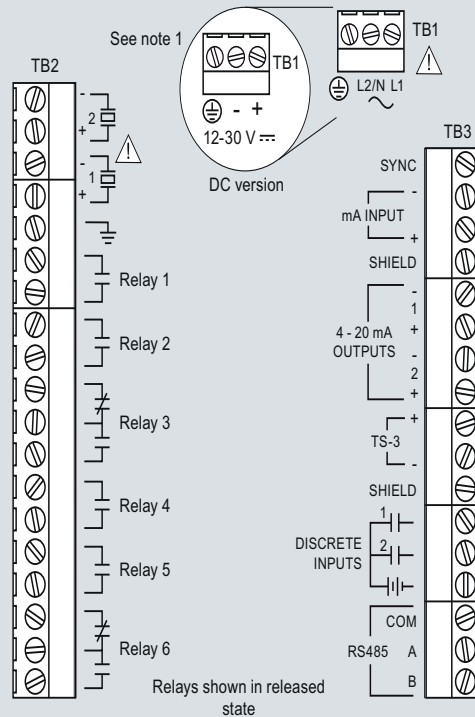 See note 1
TB1
- +
12-30 V
DC version
TB1
L2/N L1
TB2
-
2
+
-
1
+
Relay 1
Relay 2
Relay 3
Relay 4
Relay 5
Relay 6
Relays shown in released
state
TB3
SYNC
-
mA INPUT
+
SHIELD
-
1
4 - 20 mA
+
OUTPUTS
-
2
+
+
TS-3
-
SHIELD
1
DISCRETE
2
INPUTS
COM
RS485 A
B